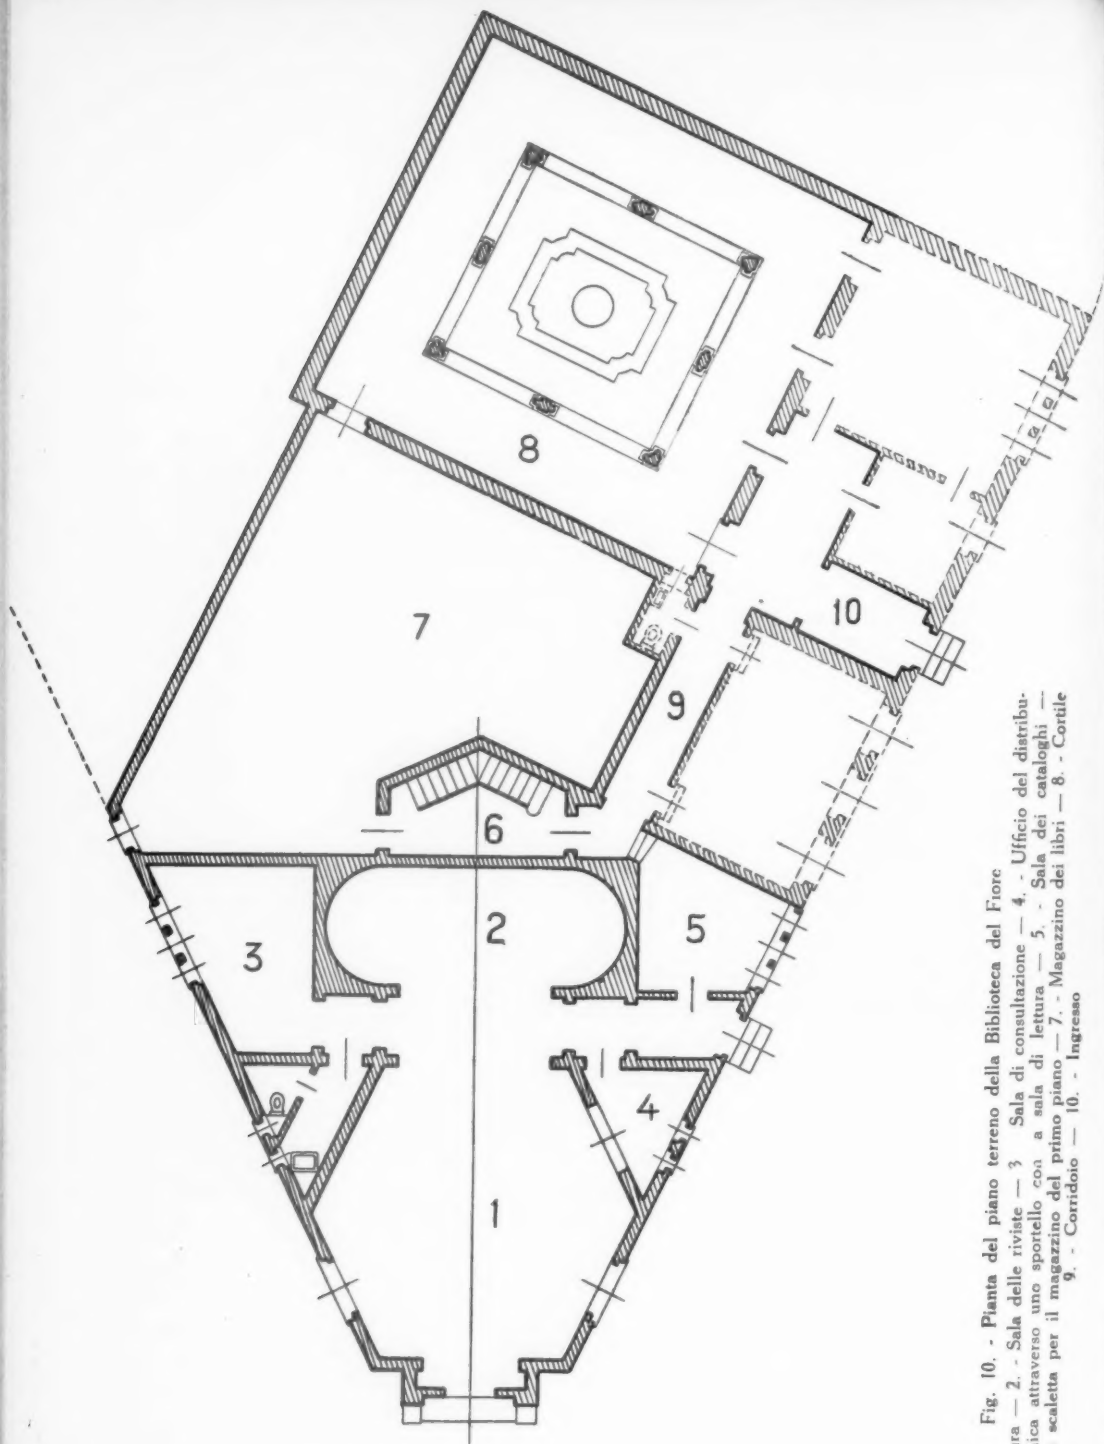 Fig. 10. - Pianta del piano terreno della Biblioteca del Fiore
ra — 2. - Sala delle riviste — 3 Sala di consultazione — 4. - Ufficio del distribu-
ica attraverso uno sportello con a sala di lettura — 5. - Sala dei cataloghi —
scaletta per il magazzino del primo piano — 7. - Magazzino dei libri — 8. - Cortile
9. - Corridoio — 10. - Ingresso
8
7
10
9
6
2
5
3
4
1